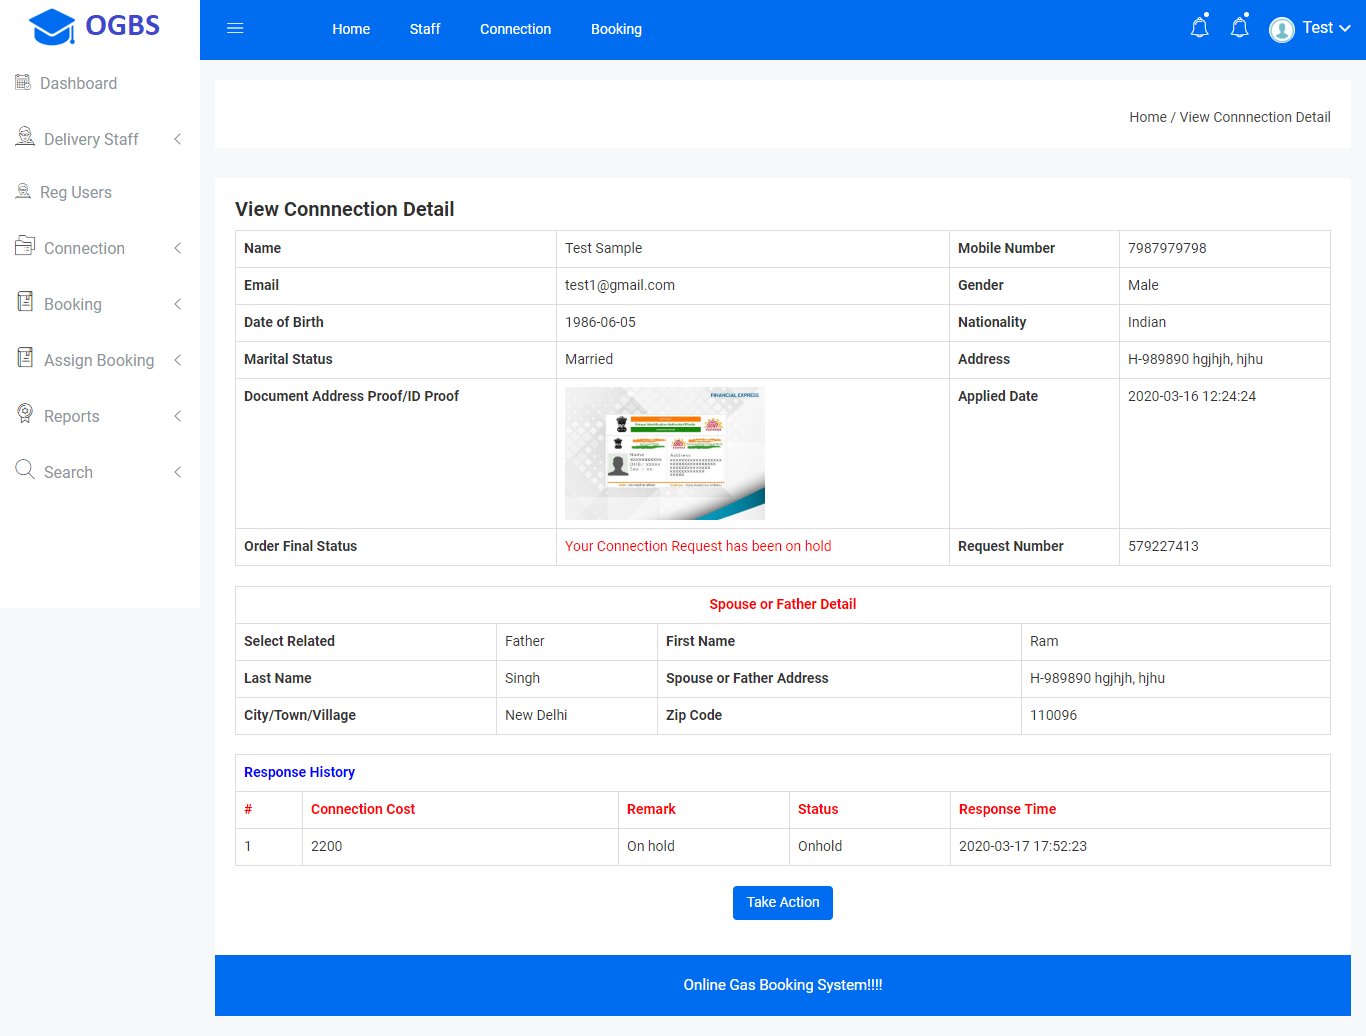 OGBS
Home Staff Connection Booking Test
Dashboard
Delivery Staff
Reg Users
Connection
Booking
Assign Booking
Reports
Search
Home / View Connnection Detail
View Connnection Detail
Name Test Sample Mobile Number 7987979798
Email test1@gmail.com Gender Male
Date of Birth 1986-06-05 Nationality Indian
Marital Status Married Address H-989890 hgjhjh, hjhu
Document Address Proof/ID Proof Applied Date 2020-03-16 12:24:24
FINANCIAL EXPRESS
Name Address
Order Final Status Your Connection Request has been on hold Request Number 579227413
Spouse or Father Detail
Select Related Father First Name Ram
Last Name Singh Spouse or Father Address H-989890 hgjhjh, hjhu
City/Town/Village New Delhi Zip Code 110096
Response History
# Connection Cost Remark Status Response Time
1 2200 On hold Onhold 2020-03-17 17:52:23
Take Action
Online Gas Booking System!!!!